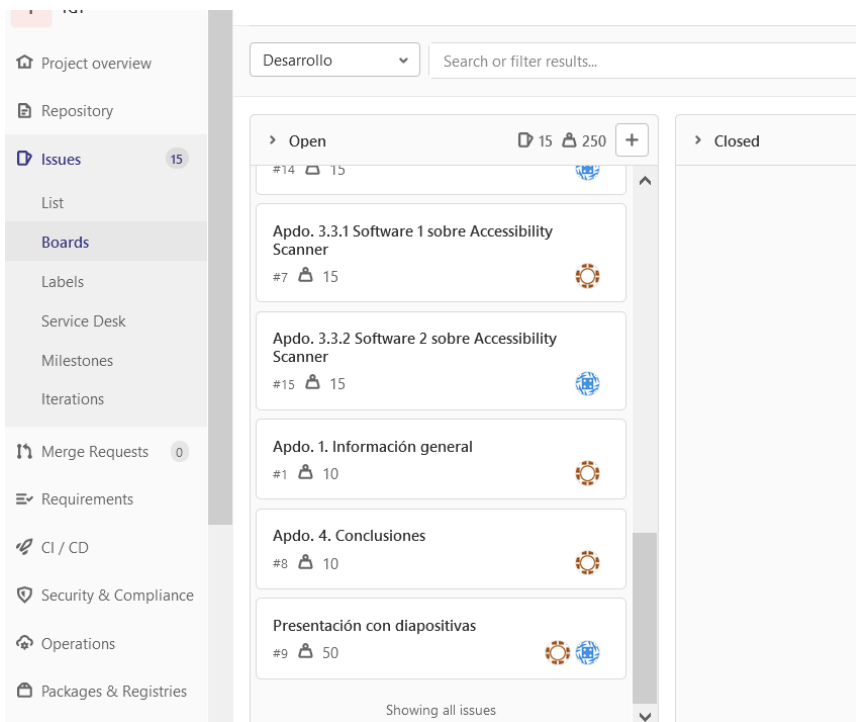 Project overview
Repository
Issues 15
List
Boards
Labels
Service Desk
Milestones
Iterations
Merge Requests 0
Requirements
CI / CD
Security & Compliance
Operations
Packages & Registries
Desarrollo
Search or filter results...
Open 15 250 +
#14 15
Apdo. 3.3.1 Software 1 sobre Accessibility
Scanner
#7 15
Apdo. 3.3.2 Software 2 sobre Accessibility
Scanner
#15 15
Apdo. 1. Información general
#1 10
Apdo. 4. Conclusiones
#8 10
Presentación con diapositivas
#9 50
Showing all issues
Closed